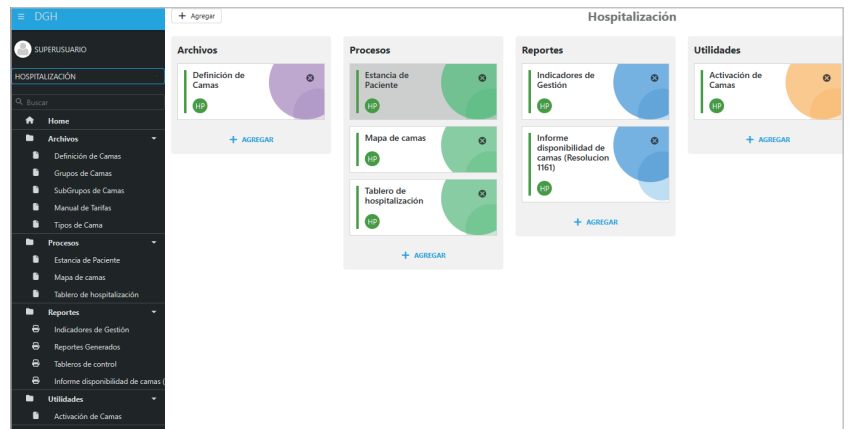 DGH
SUPERUSUARIO
HOSPITALIZACIÓN
Buscar
Home
Archivos
Definición de Camas
Grupos de Camas
SubGrupos de Camas
Manual de Tarifas
Tipos de Cama
Procesos
Estancia de Paciente
Mapa de camas
Tablero de hospitalización
Reportes
Indicadores de Gestión
Reportes Generados
Tableros de control
Informe disponibilidad de camas (
Utilidades
Activación de Camas
+ Agregar
Hospitalización
Archivos
Definición de
Camas
HP
+ AGREGAR
Procesos
Estancia de
Paciente
HP
Mapa de camas
HP
Tablero de
hospitalización
HP
+ AGREGAR
Reportes
Indicadores de
Gestión
HP
Informe
disponibilidad de
camas (Resolucion
1161)
HP
+ AGREGAR
Utilidades
Activación de
Camas
HP
+ AGREGAR